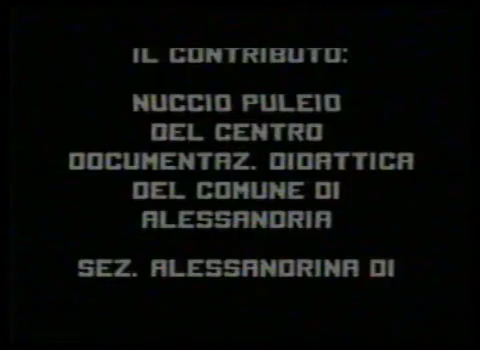 IL CONTRIBUTO:
NUCCIO PULEIO
DEL CENTRO
DOCUMENTAZ. DIDATTICA
DEL COMUNE DI
ALESSANDRIA
SEZ. ALESSANDRINA DI